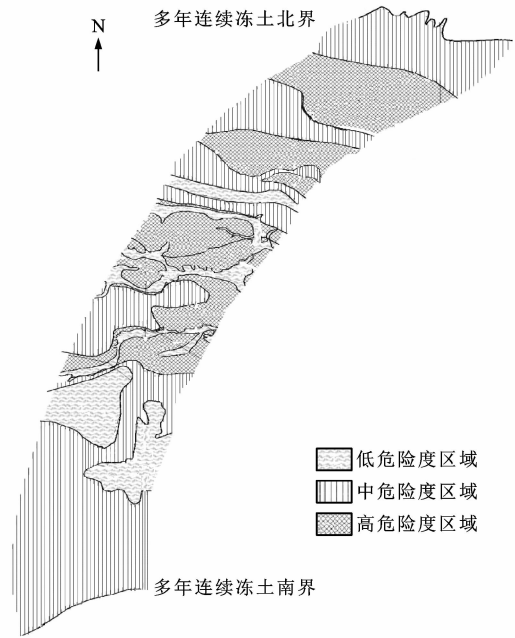 多年连续冻土北界
N
低危险度区域
中危险度区域
高危险度区域
多年连续冻土南界